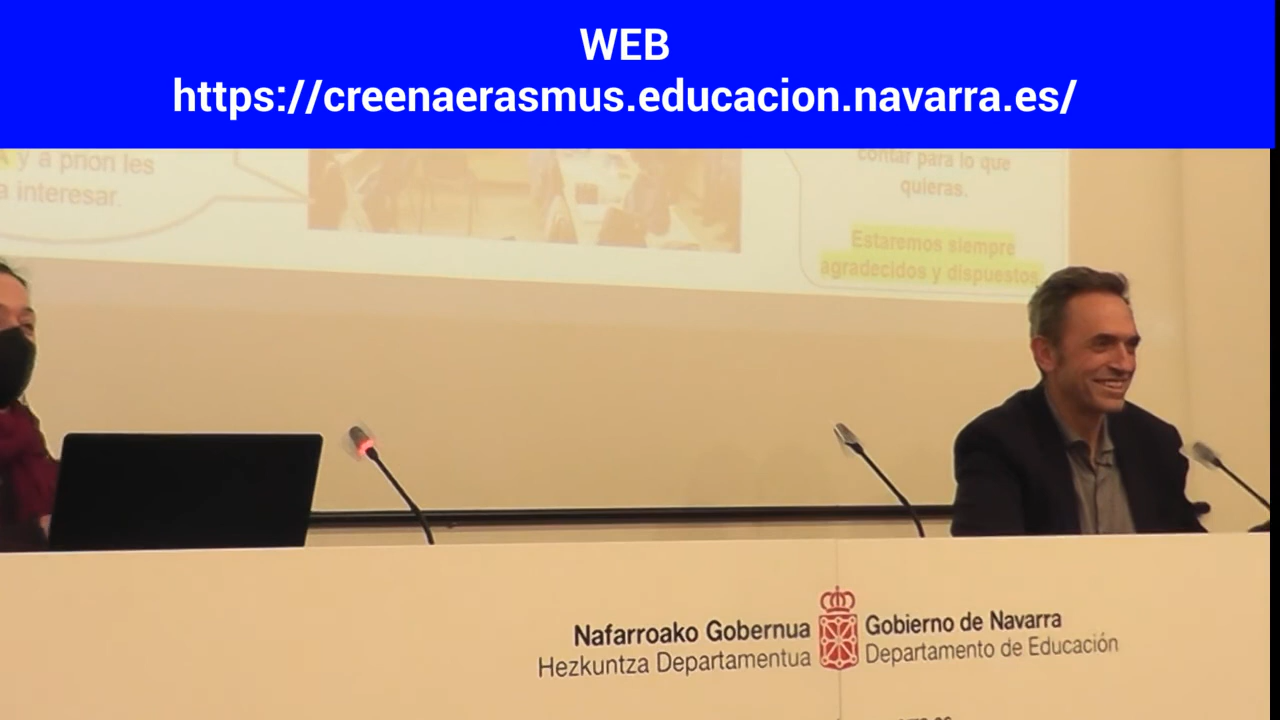 WEB
https://creenaerasmus.educacion.navarra.es/
y a priori les
a interesar.
contar para lo que
quieras.
Estaremos siempre
agradecidos y dispuestos.
Nafarroako Gobernua
Hezkuntza Departamentua
Gobierno de Navarra
Departamento de Educación